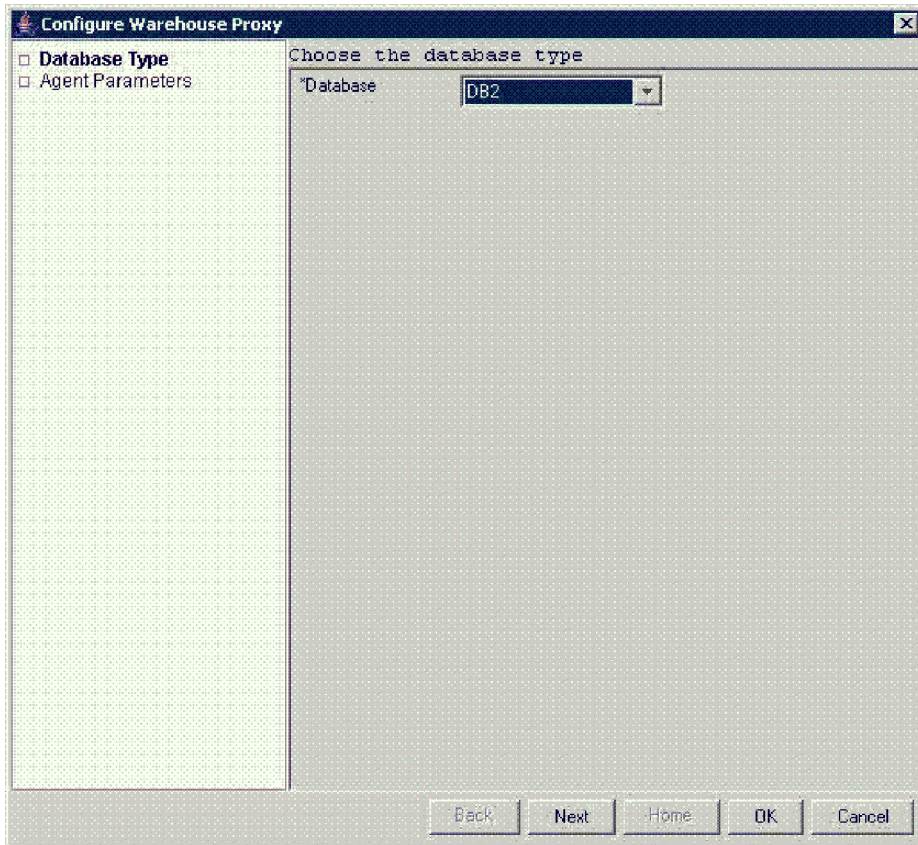 Configure Warehouse Proxy
Database Type
Agent Parameters
Choose the database type
*Database
DB2
Back
Next
Home
OK
Cancel